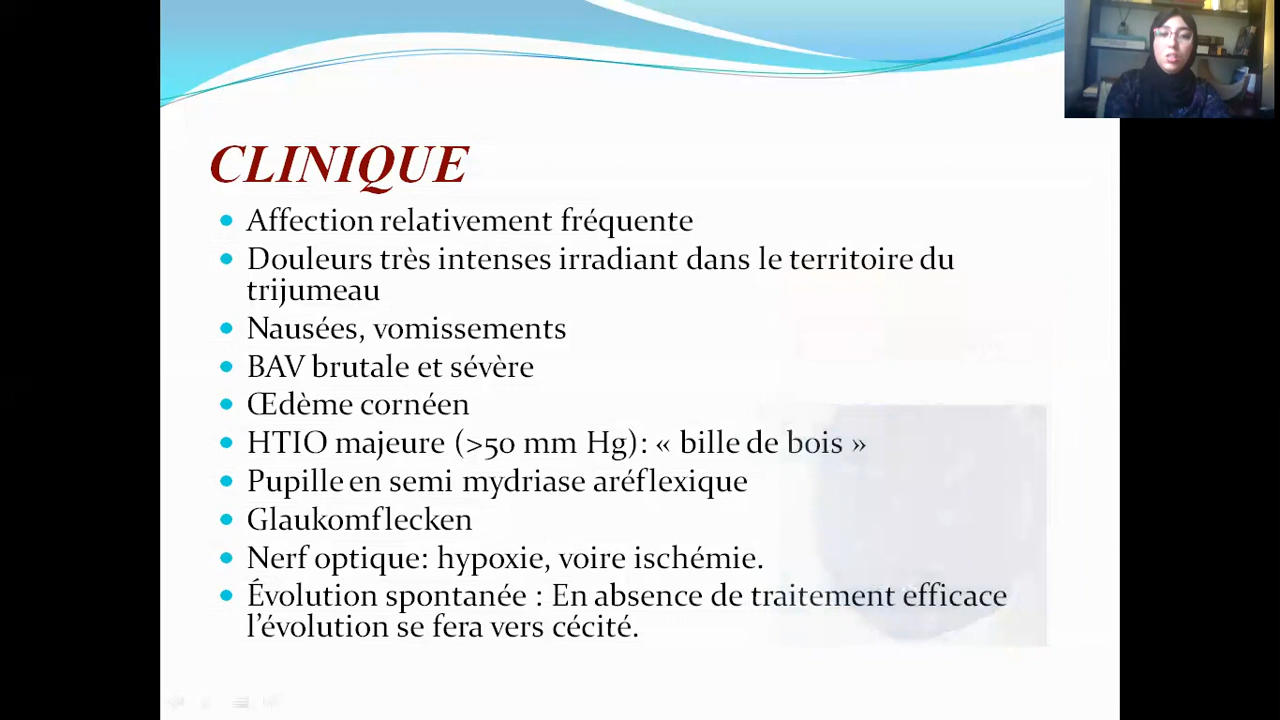 CLINIQUE
• Affection relativement fréquente
• Douleurs très intenses irradiant dans le territoire du
trijumeau
• Nausées, vomissements
• BAV brutale et sévère
• Œdème cornéen
• HTIO majeure (>50 mm Hg): « bille de bois »
• Pupille en semi mydriase aréflexique
• Glaukomflecken
• Nerf optique: hypoxie, voire ischémie.
• Évolution spontanée : En absence de traitement efficace
l’évolution se fera vers cécité.